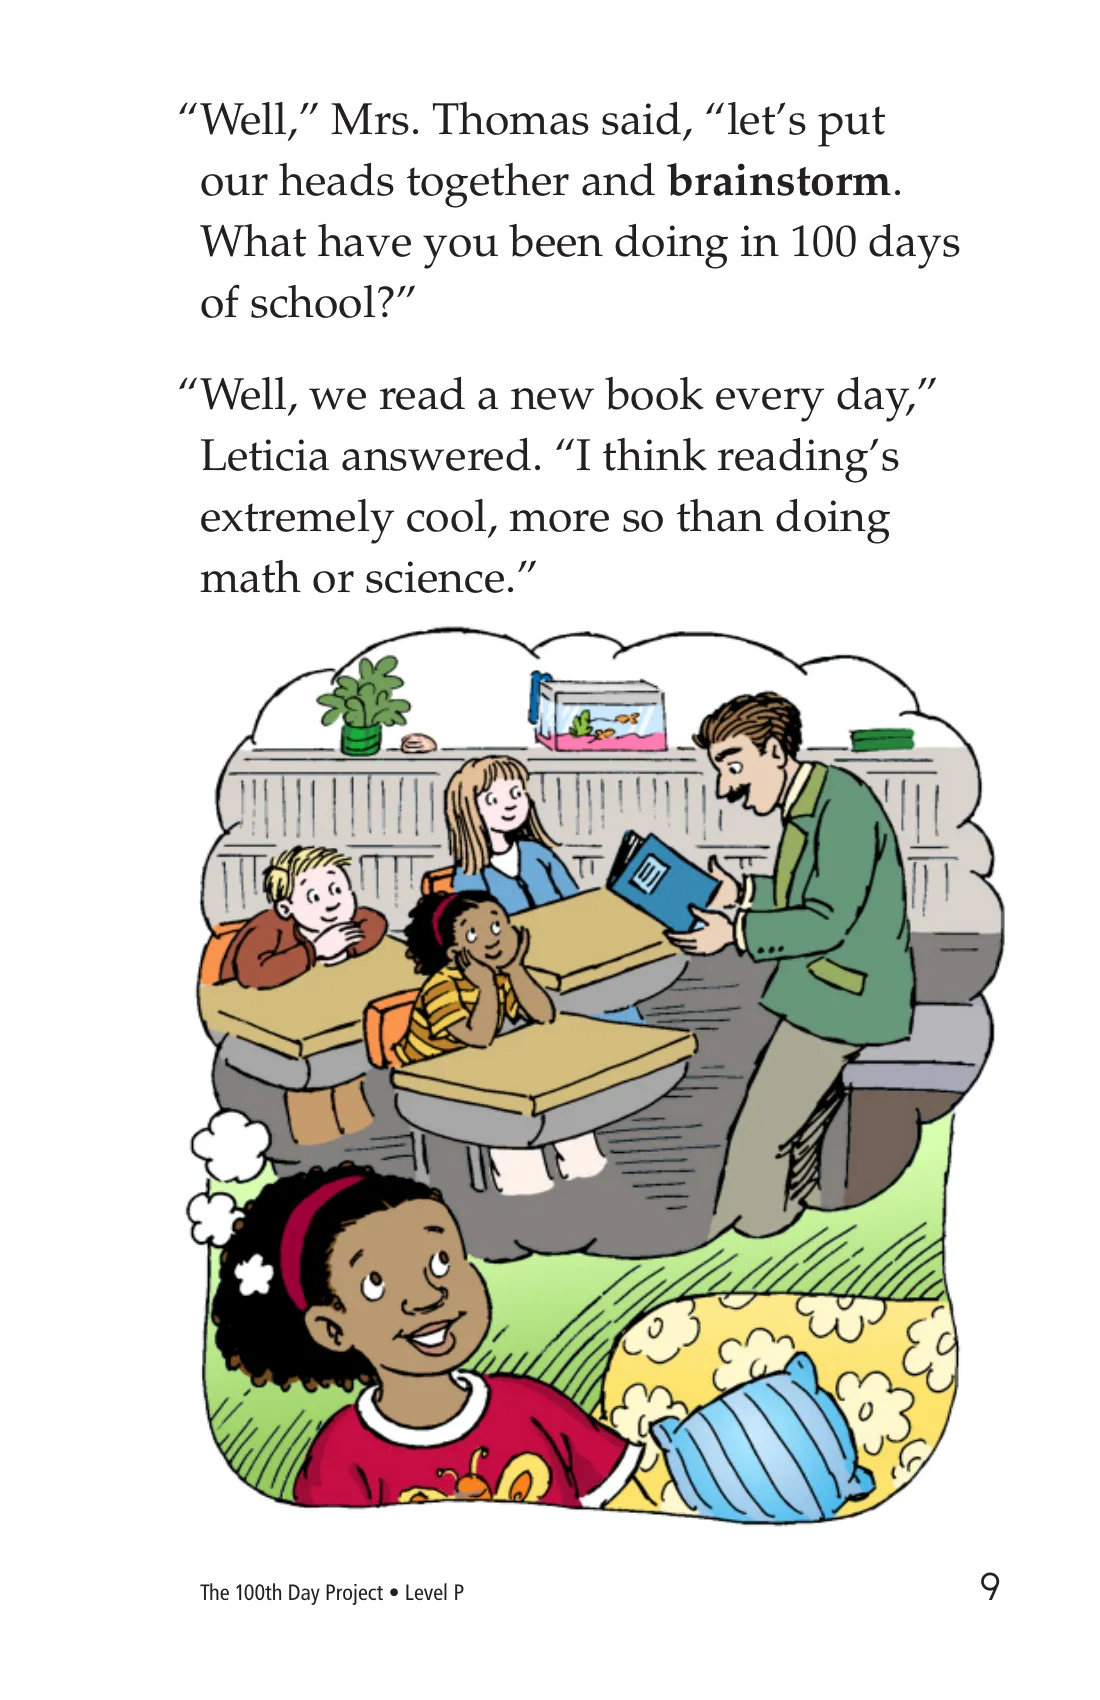 “Well,” Mrs. Thomas said, “let’s put
our heads together and brainstorm.
What have you been doing in 100 days
of school?”
“Well, we read a new book every day,”
Leticia answered. “I think reading’s
extremely cool, more so than doing
math or science.”
The 100th Day Project • Level P
9